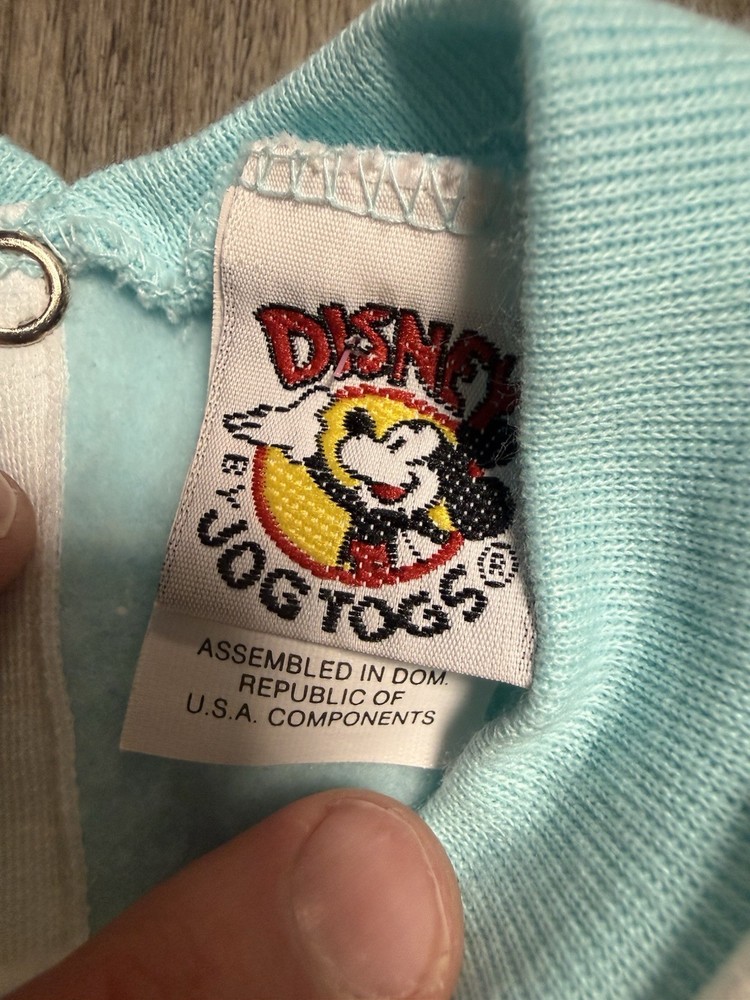 DISNEY
BY JOG TOGS®
ASSEMBLED IN DOM.
REPUBLIC OF
U.S.A. COMPONENTS